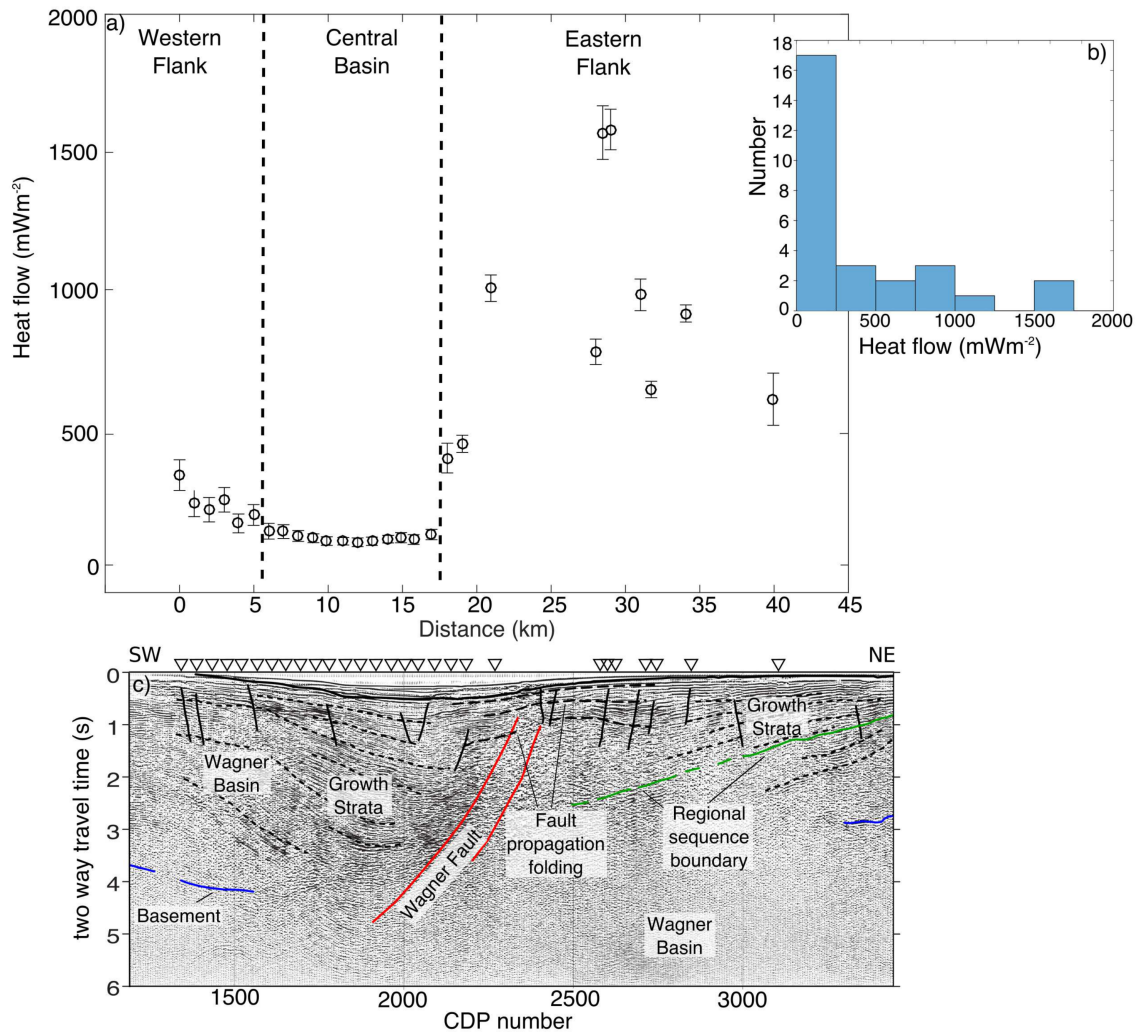 2000
a)
Western
Flank
Central
Basin
Eastern
Flank
1500
1000
500
0
Heat flow (mWm-2)
0
5
10
15
20
25
30
35
40
45
Distance (km)
b)
18
16
14
12
10
8
6
4
2
0
Number
0
500
1000
1500
2000
Heat flow (mWm-2)
SW
NE
c)
0
1
2
3
4
5
6
two way travel time (s)
Wagner
Basin
Growth
Strata
Wagner Fault
Fault
propagation
folding
Regional
sequence
boundary
Growth
Strata
Basement
Wagner
Basin
1500
2000
2500
3000
CDP number